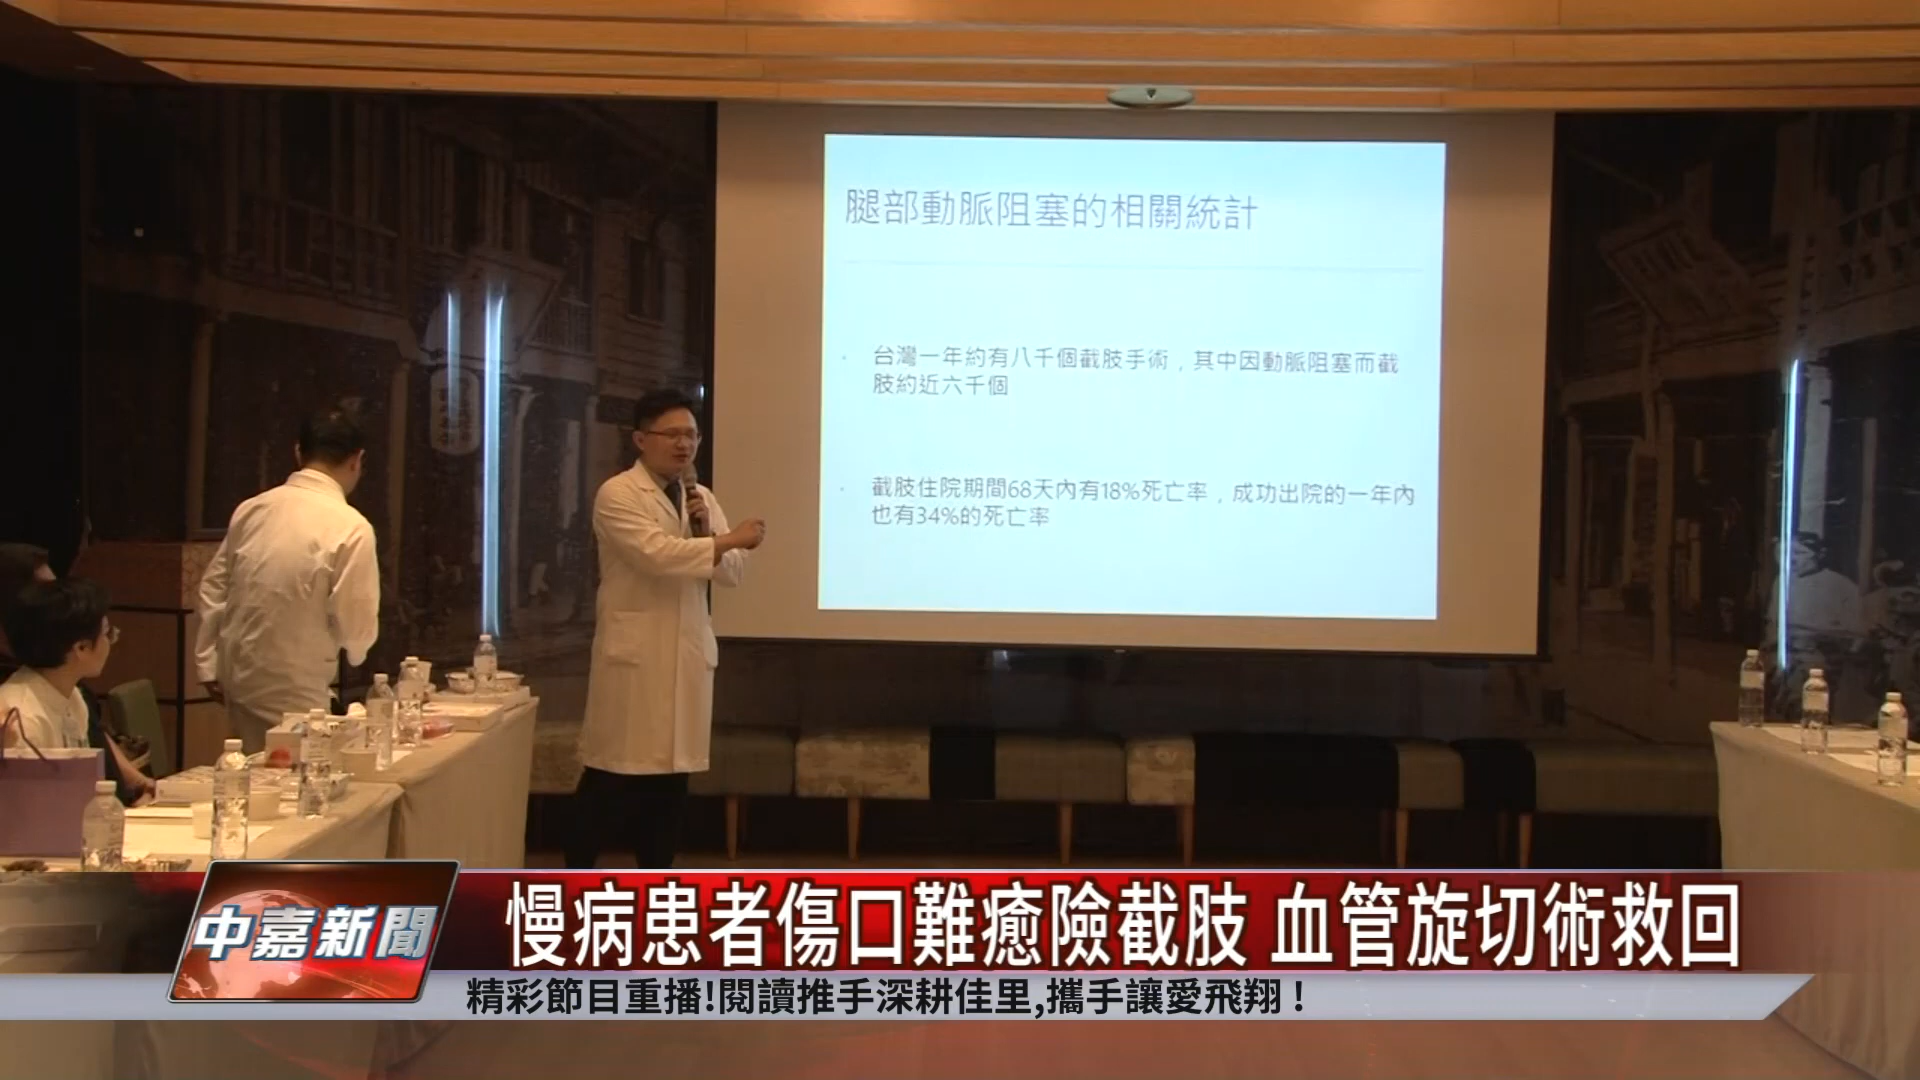 腿部動脈阻塞的相關統計
台灣一年約有八千個截肢手術，其中因動脈阻塞而截
肢約近六千個
截肢住院期間68天內有18%死亡率，成功出院的一年內
也有34%的死亡率
中嘉新聞
慢病患者傷口難癒險截肢 血管旋切術救回
精彩節目重播!閱讀推手深耕佳里,攜手讓愛飛翔！